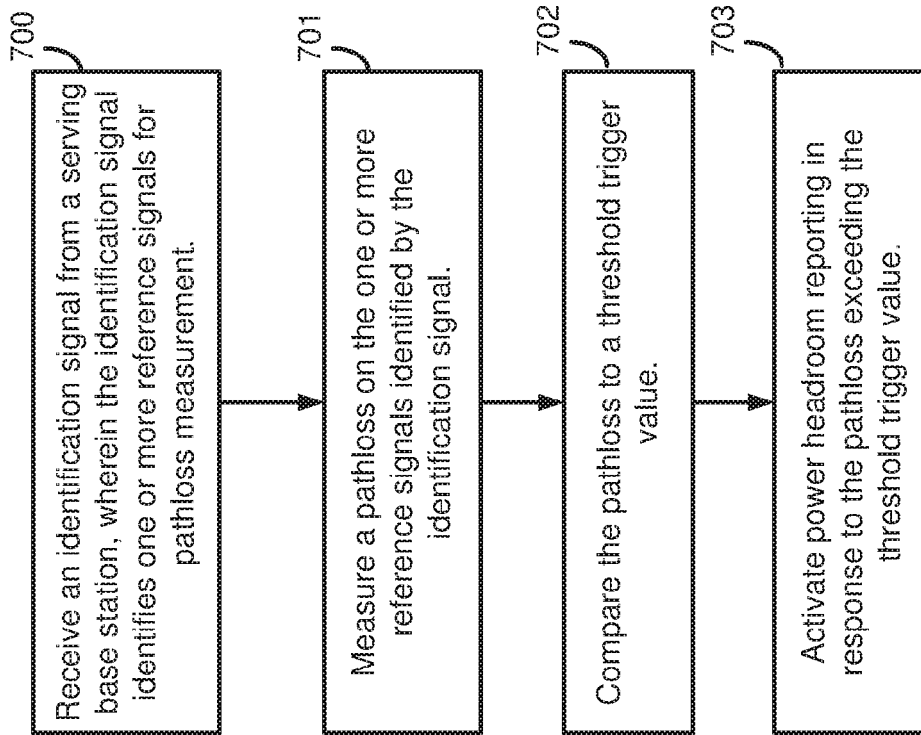 700
Receive an identification signal from a serving
base station, wherein the identification signal
identifies one or more reference signals for
pathloss measurement.
701
Measure a pathloss on the one or more
reference signals identified by the
identification signal.
702
Compare the pathloss to a threshold trigger
value.
703
Activate power headroom reporting in
response to the pathloss exceeding the
threshold trigger value.